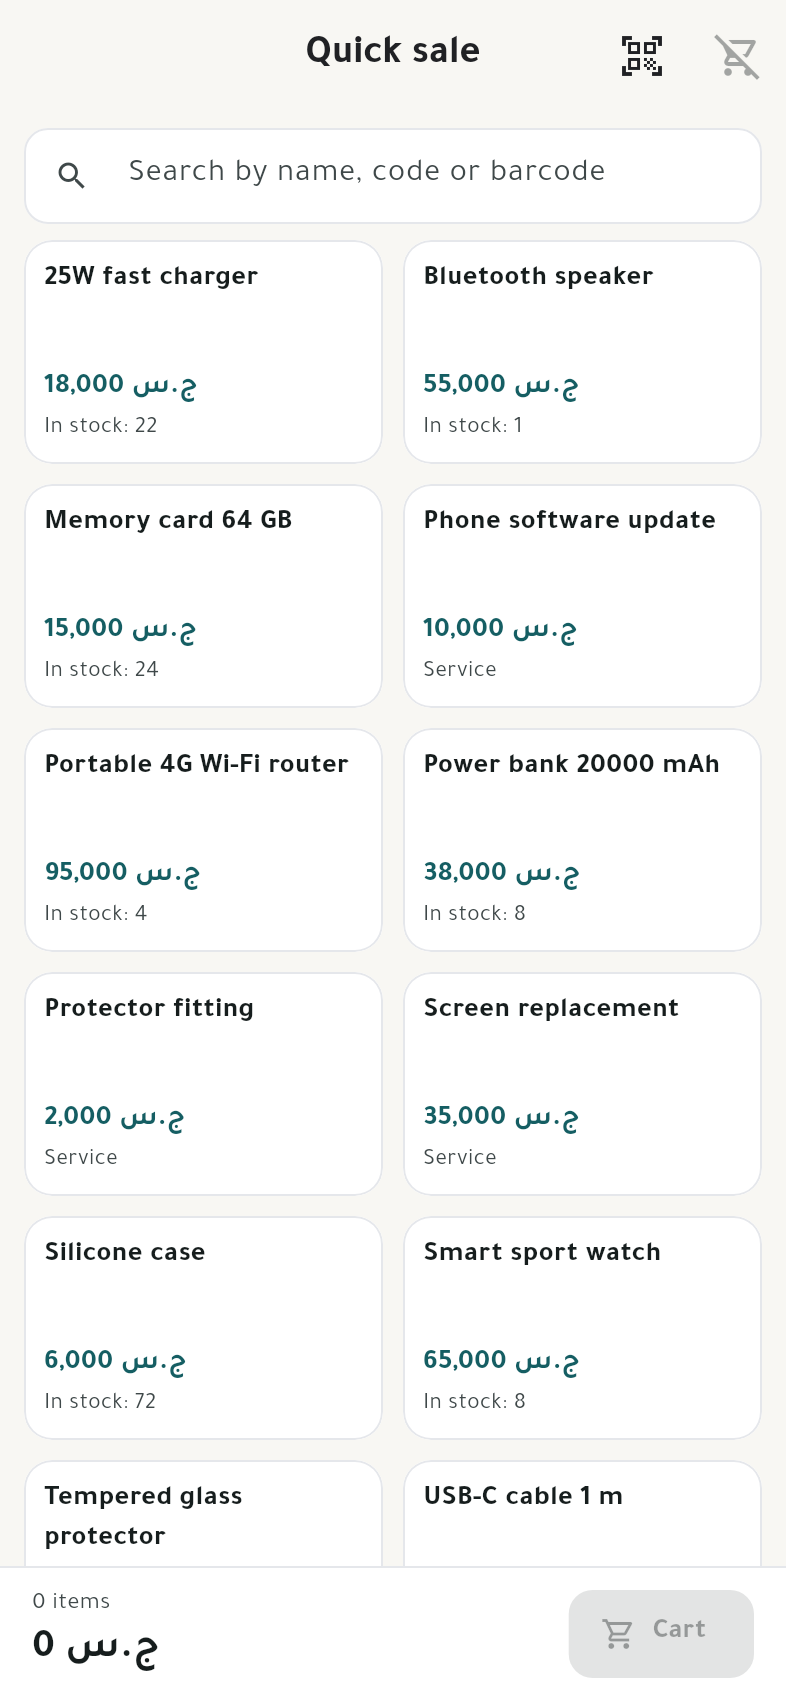 Quick sale
Search by name, code or barcode
25W fast charger
18,000 ج.س
In stock: 22
Bluetooth speaker
55,000 ج.س
In stock: 1
Memory card 64 GB
15,000 ج.س
In stock: 24
Phone software update
10,000 ج.س
Service
Portable 4G Wi-Fi router
95,000 ج.س
In stock: 4
Power bank 20000 mAh
38,000 ج.س
In stock: 8
Protector fitting
2,000 ج.س
Service
Screen replacement
35,000 ج.س
Service
Silicone case
6,000 ج.س
In stock: 72
Smart sport watch
65,000 ج.س
In stock: 8
Tempered glass
protector
USB-C cable 1 m
0 items
0 ج.س
Cart